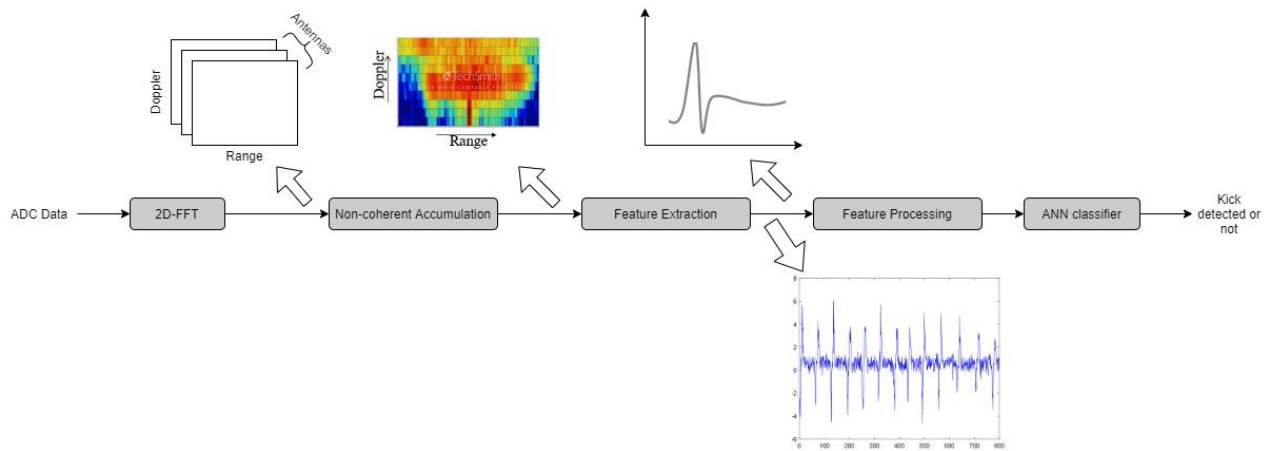 Antennas
Doppler
Range
TechSmith
Doppler
Range
ADC Data
2D-FFT
Non-coherent Accumulation
Feature Extraction
Feature Processing
ANN classifier
Kick
detected or
not
8
6
4
2
0
-2
-4
-6
0 100 200 300 400 500 600 700 800